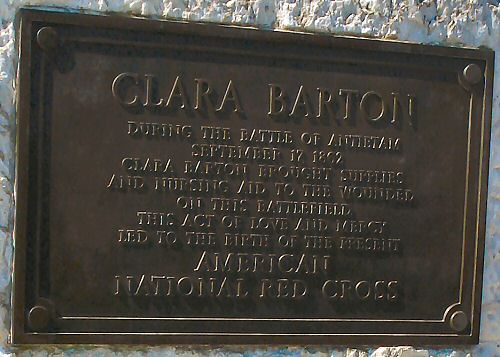 CLARA BARTON
DURING THE BATTLE OF ANTIETAM
SEPTEMBER 17, 1862
CLARA BARTON BROUGHT SUPPLIES
AND NURSING AID TO THE WOUNDED
ON THIS BATTLEFIELD
THIS ACT OF LOVE AND MERCY
LED TO THE BIRTH OF THE PRESENT
AMERICAN
NATIONAL RED CROSS